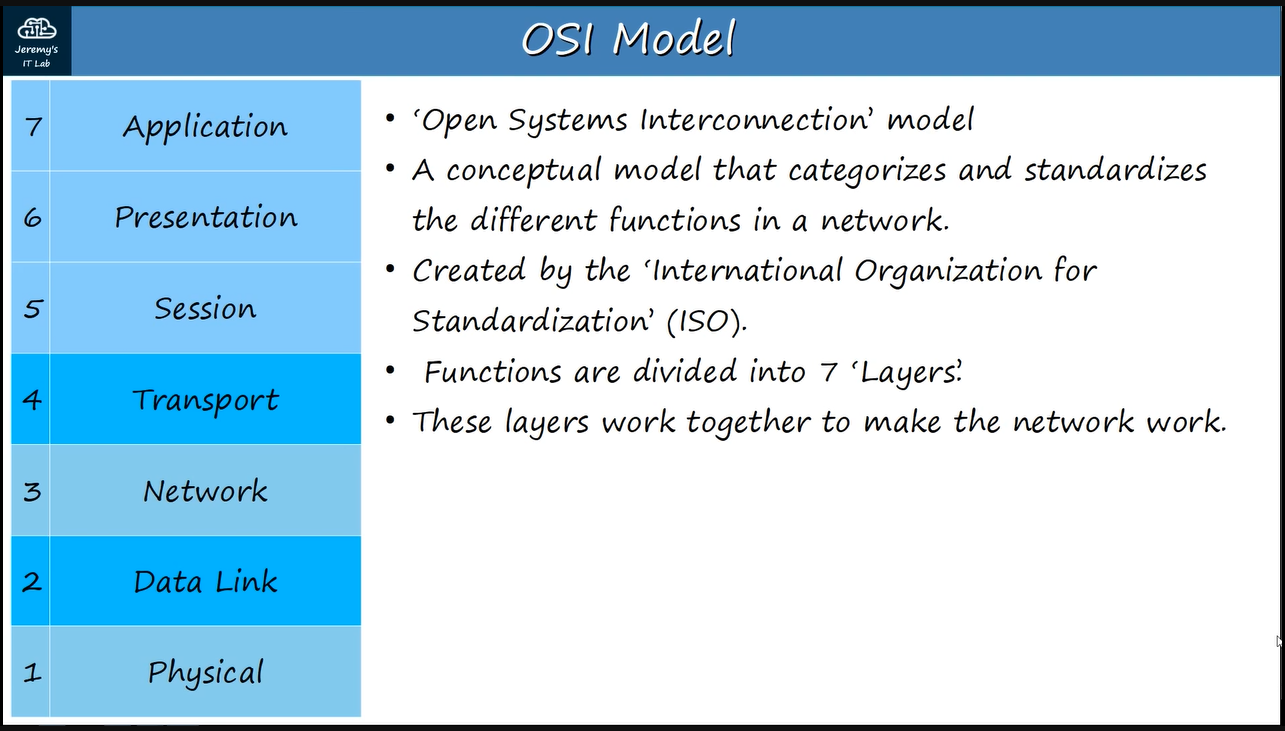 Jeremy's
IT Lab
OSI Model
7 Application
6 Presentation
5 Session
4 Transport
3 Network
2 Data Link
1 Physical
• ‘Open Systems Interconnection’ model
• A conceptual model that categorizes and standardizes
the different functions in a network.
• Created by the ‘International Organization for
Standardization’ (ISO).
• Functions are divided into 7 ‘Layers’.
• These layers work together to make the network work.